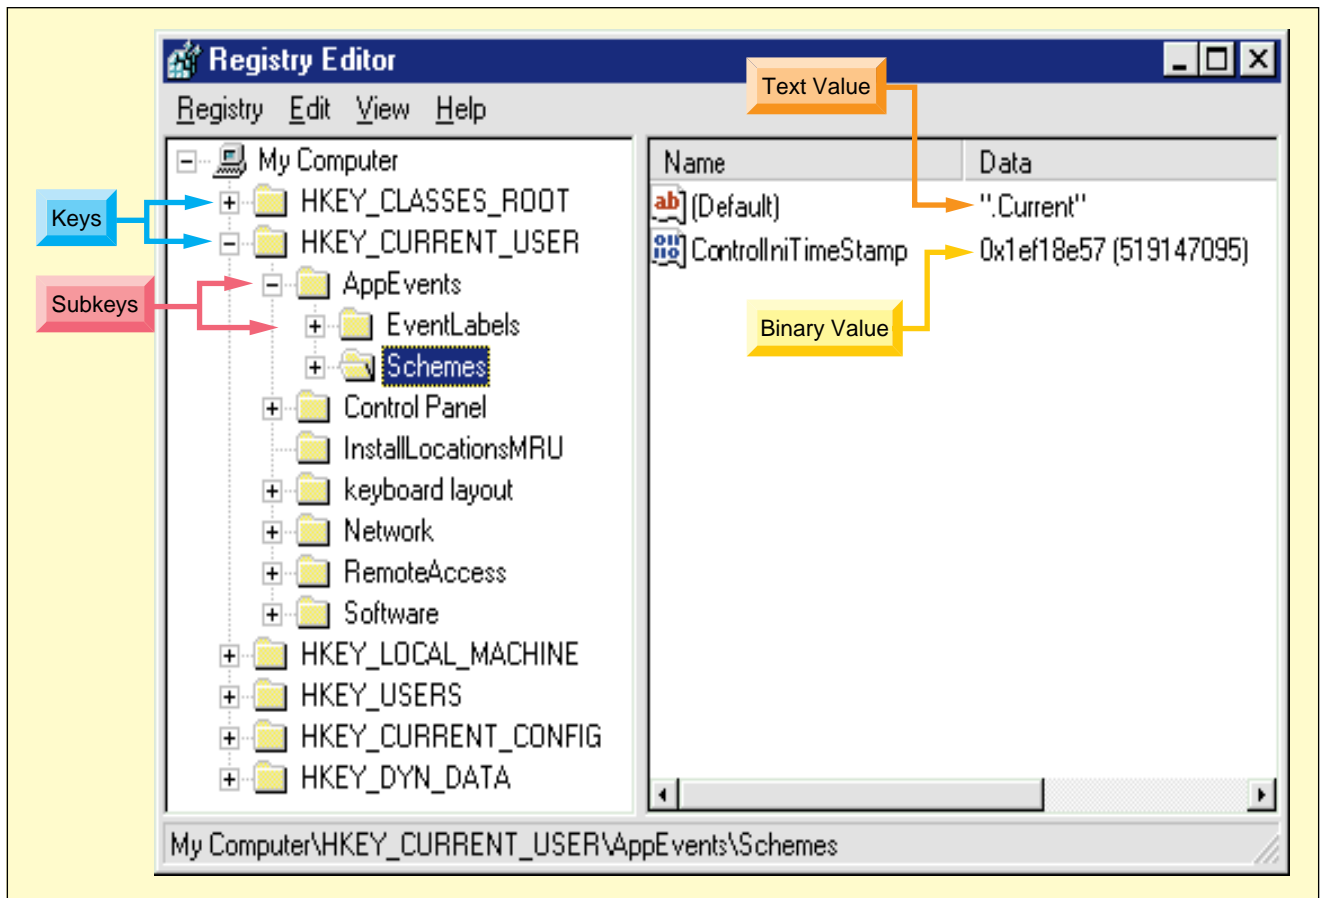 Registry Editor
Text Value
Registry Edit View Help
My Computer
Name Data
Keys
HKEY_CLASSES_ROOT
(Default) ".Current"
HKEY_CURRENT_USER
ControlIniTimeStamp 0x1ef18e57 (519147095)
Subkeys
AppEvents
EventLabels
Binary Value
Schemes
Control Panel
InstallLocationsMRU
keyboard layout
Network
RemoteAccess
Software
HKEY_LOCAL_MACHINE
HKEY_USERS
HKEY_CURRENT_CONFIG
HKEY_DYN_DATA
My Computer\HKEY_CURRENT_USER\AppEvents\Schemes